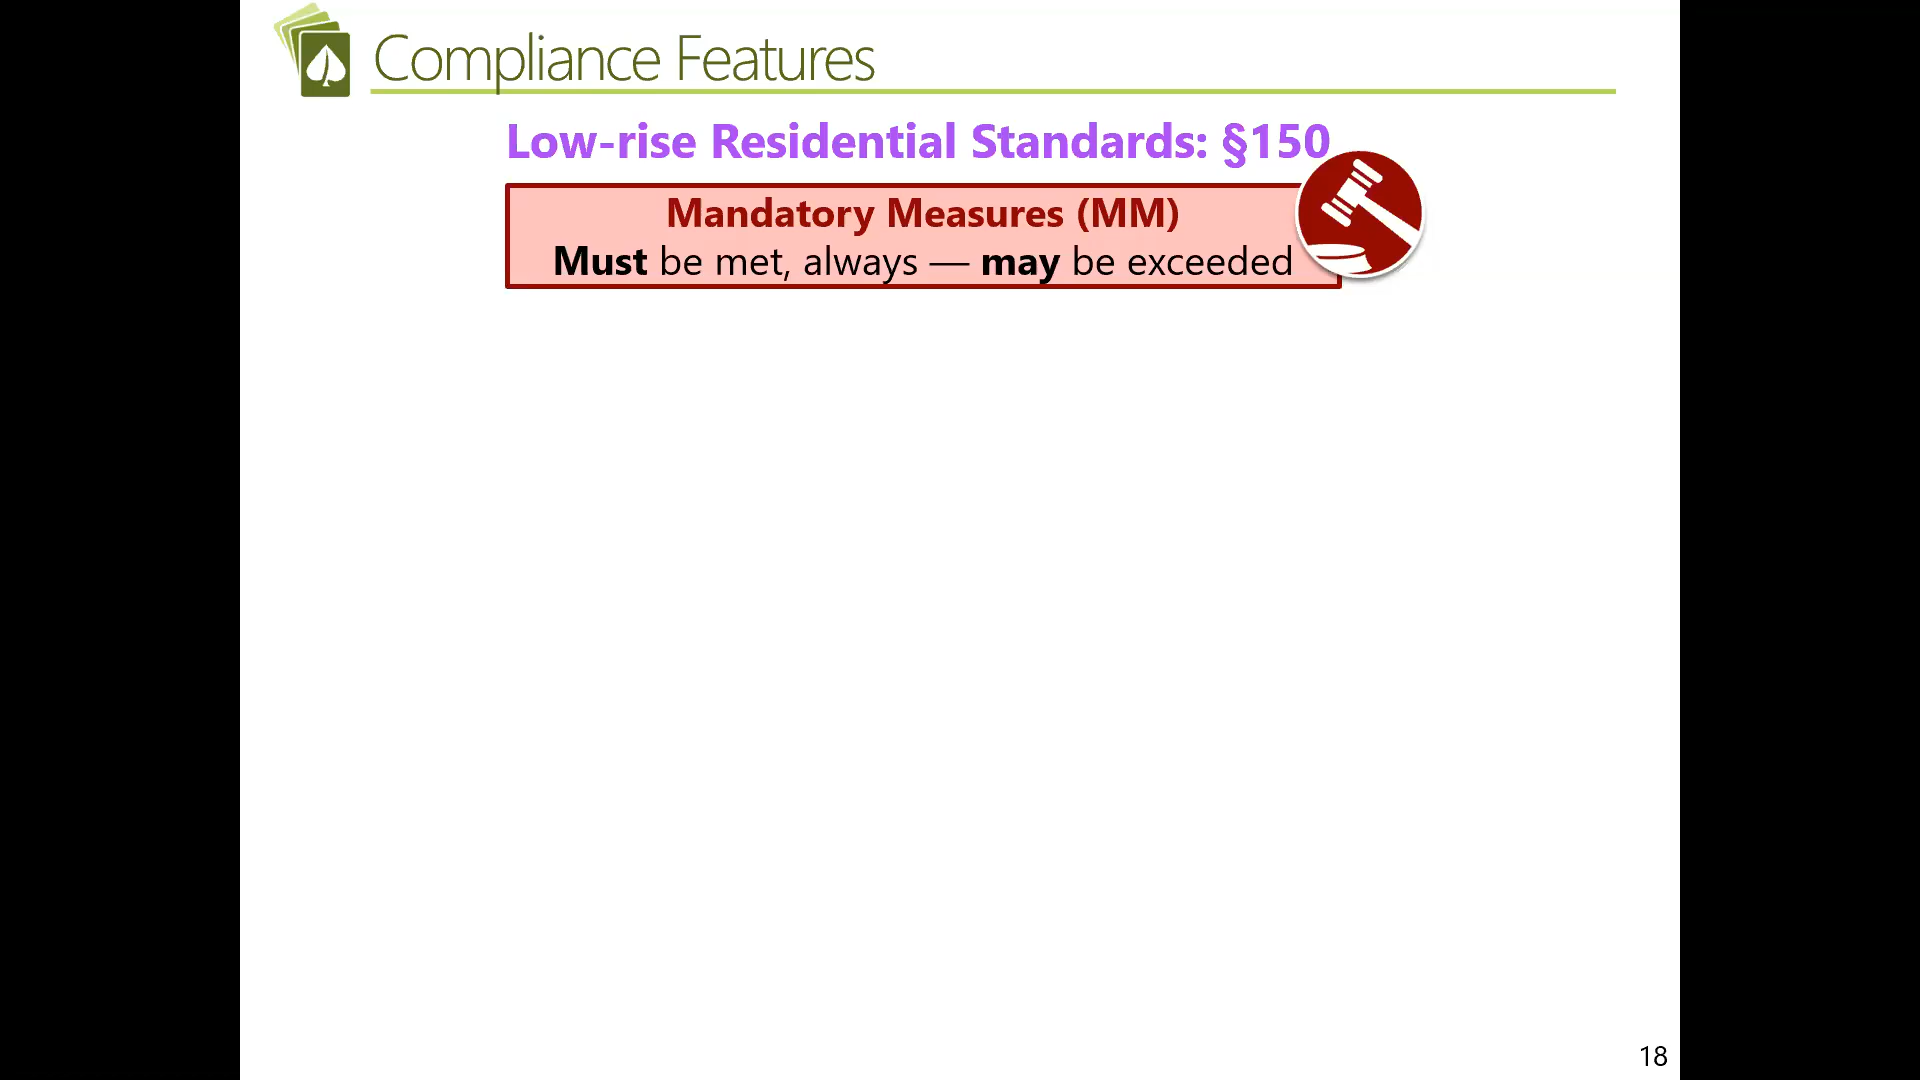 Compliance Features
Low-rise Residential Standards: §150
Mandatory Measures (MM)
Must be met, always — may be exceeded
18